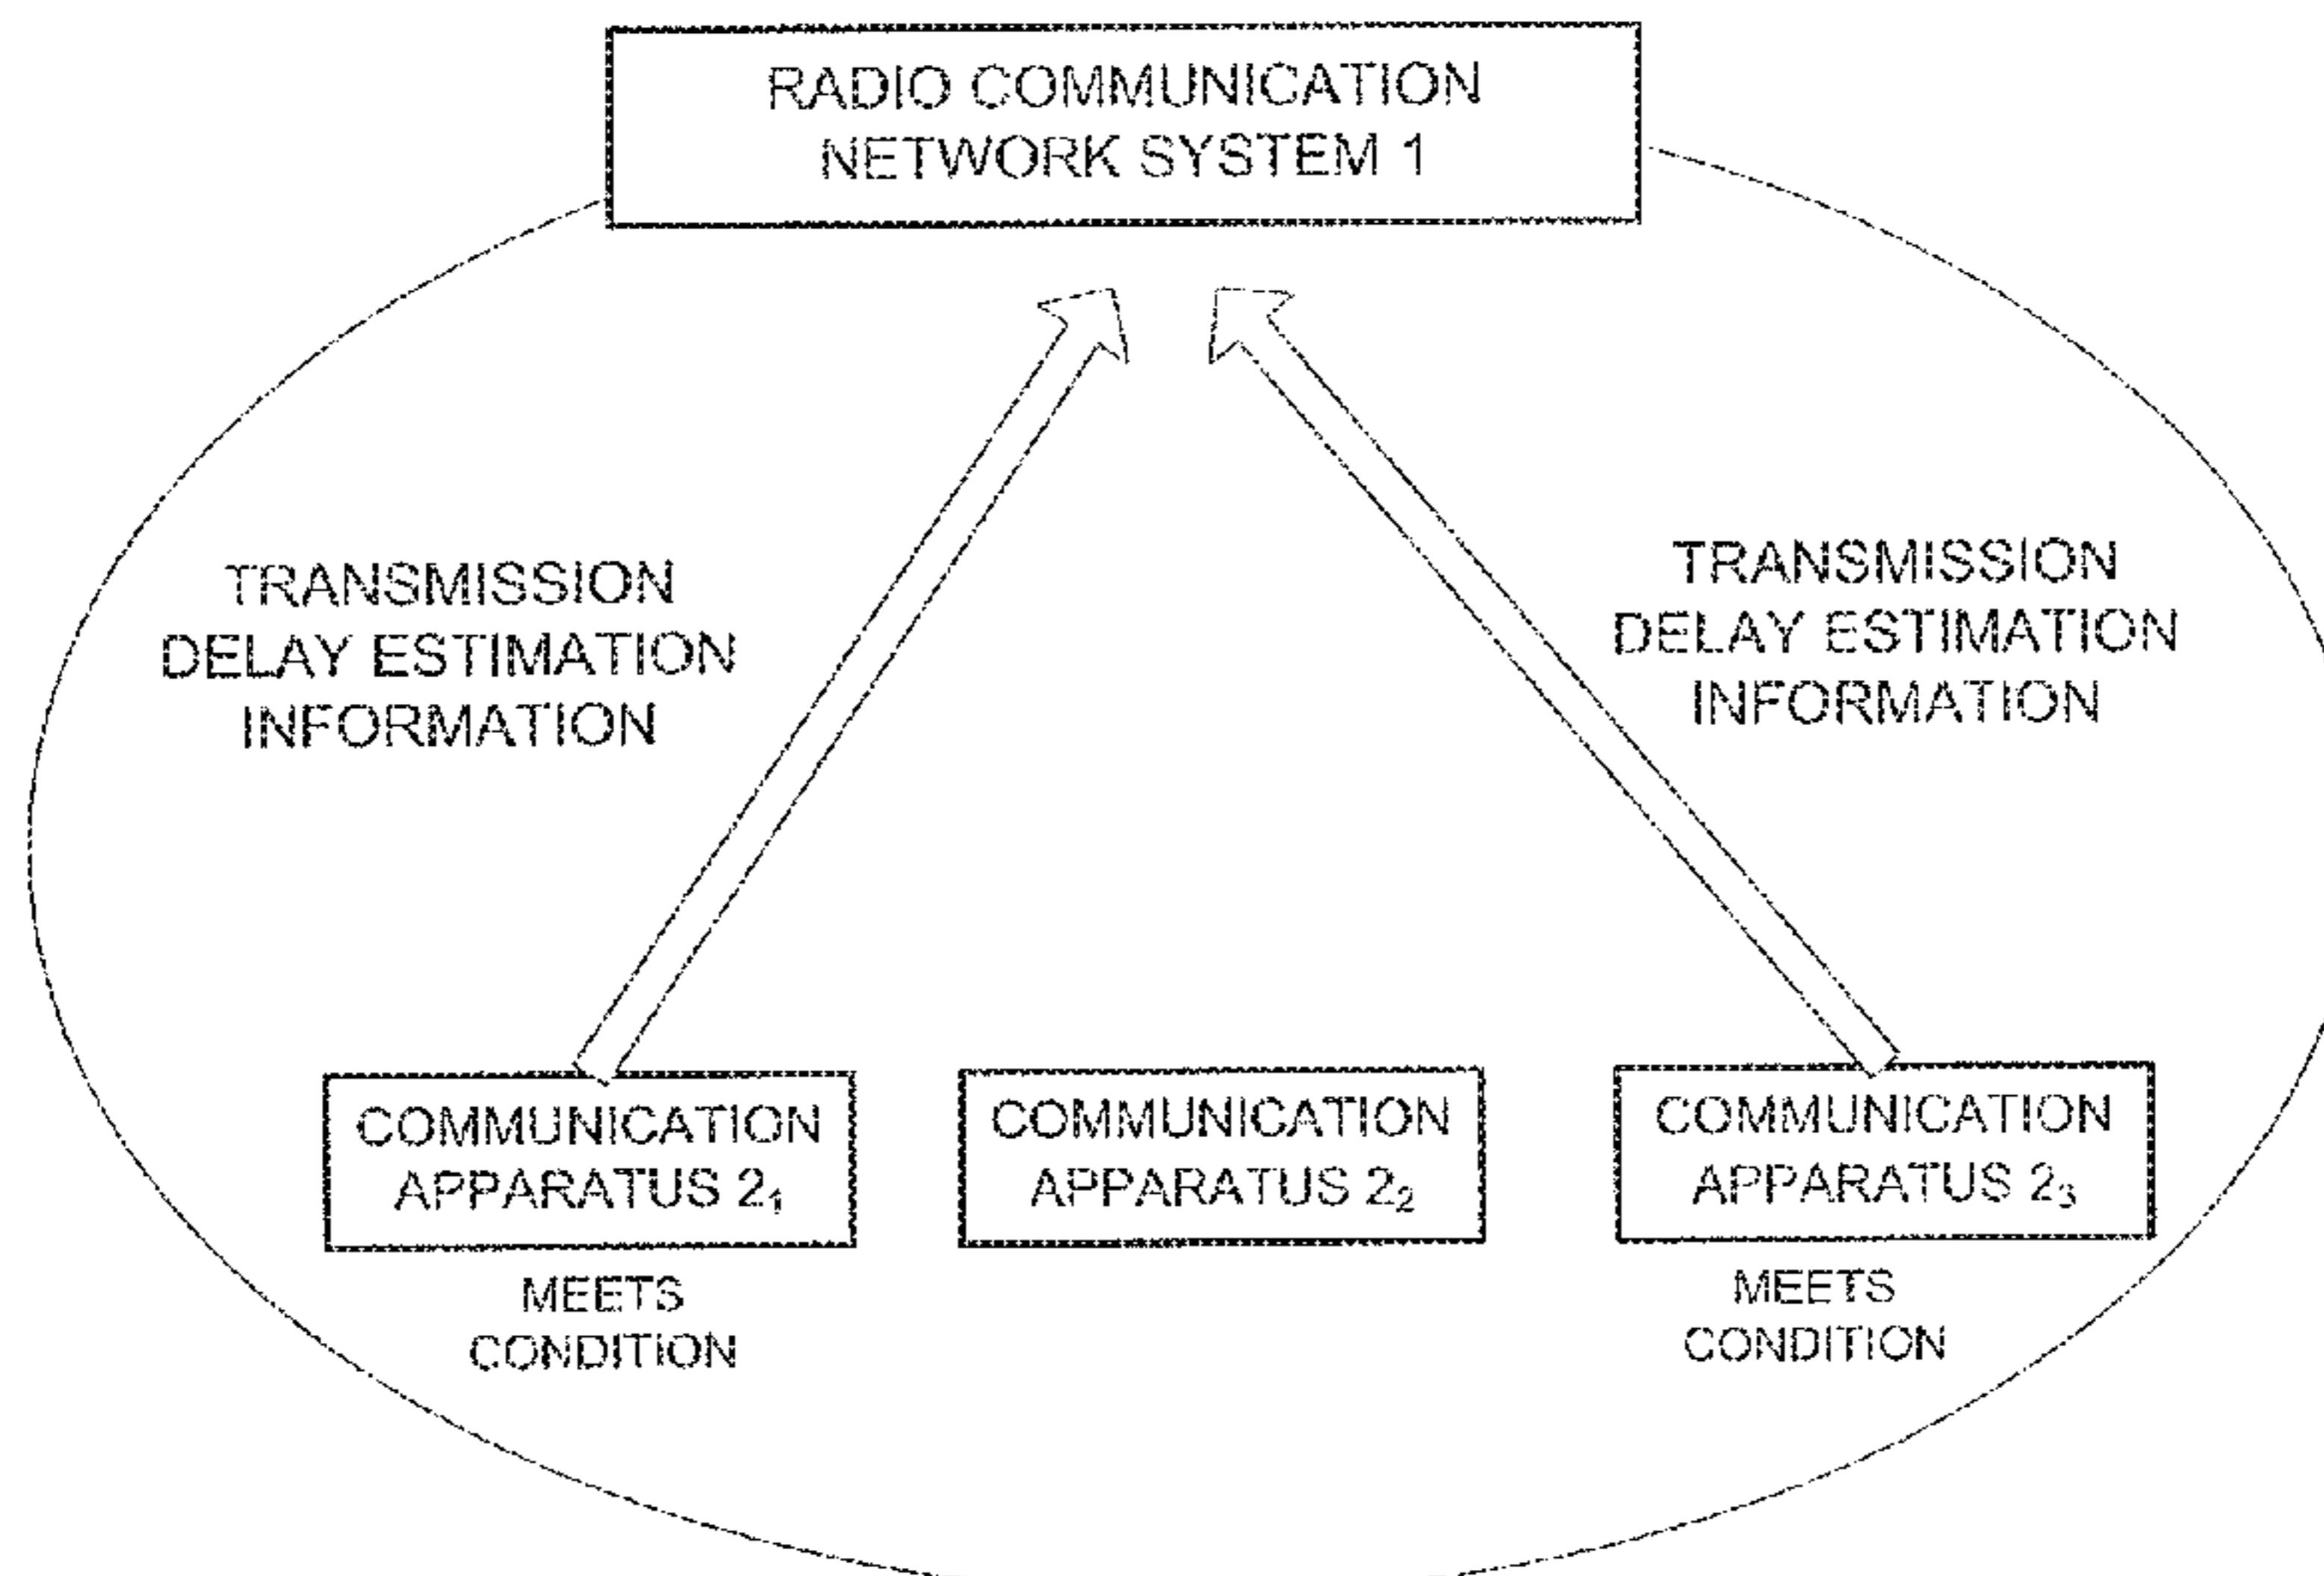 RADIO COMMUNICATION
NETWORK SYSTEM 1
TRANSMISSION
DELAY ESTIMATION
INFORMATION
TRANSMISSION
DELAY ESTIMATION
INFORMATION
COMMUNICATION
APPARATUS 2₁
MEETS
CONDITION
COMMUNICATION
APPARATUS 2₂
COMMUNICATION
APPARATUS 2₃
MEETS
CONDITION